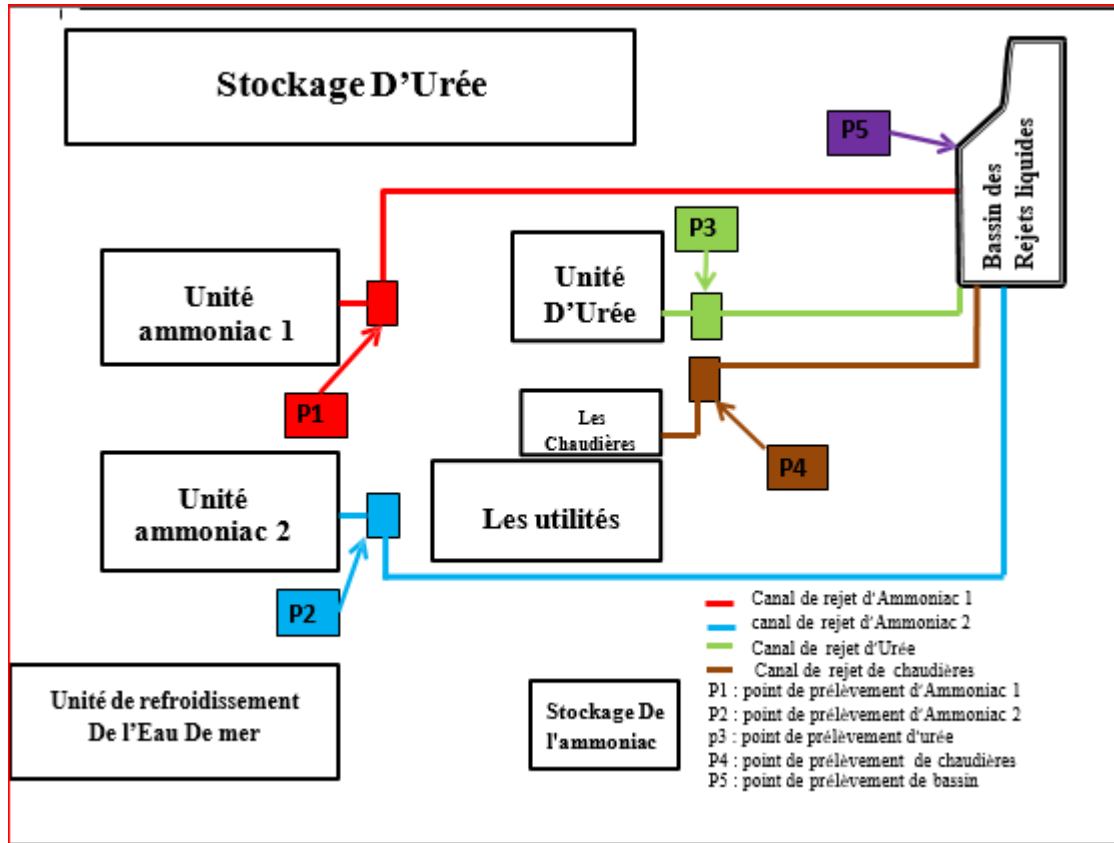 Stockage D'Urée
P5
Bassin des
Rejets liquides
P3
Unité
ammoniac 1
Unité
D'Urée
P1
Les
Chaudières
P4
Unité
ammoniac 2
Les utilités
P2
Canal de rejet d'Ammoniac 1
canal de rejet d'Ammoniac 2
Canal de rejet d'Urée
Canal de rejet de chaudières
P1 : point de prélèvement d'Ammoniac 1
P2 : point de prélèvement d'Ammoniac 2
p3 : point de prélèvement d'urée
P4 : point de prélèvement de chaudières
P5 : point de prélèvement de bassin
Unité de refroidissement
De l'Eau De mer
Stockage De
l'ammoniac